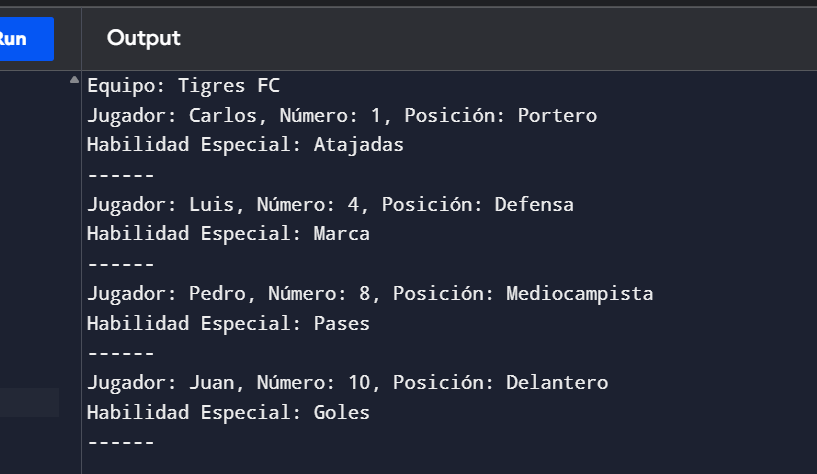 Run
Output
Equipo: Tigres FC
Jugador: Carlos, Número: 1, Posición: Portero
Habilidad Especial: Atajadas
------
Jugador: Luis, Número: 4, Posición: Defensa
Habilidad Especial: Marca
------
Jugador: Pedro, Número: 8, Posición: Mediocampista
Habilidad Especial: Pases
------
Jugador: Juan, Número: 10, Posición: Delantero
Habilidad Especial: Goles
------